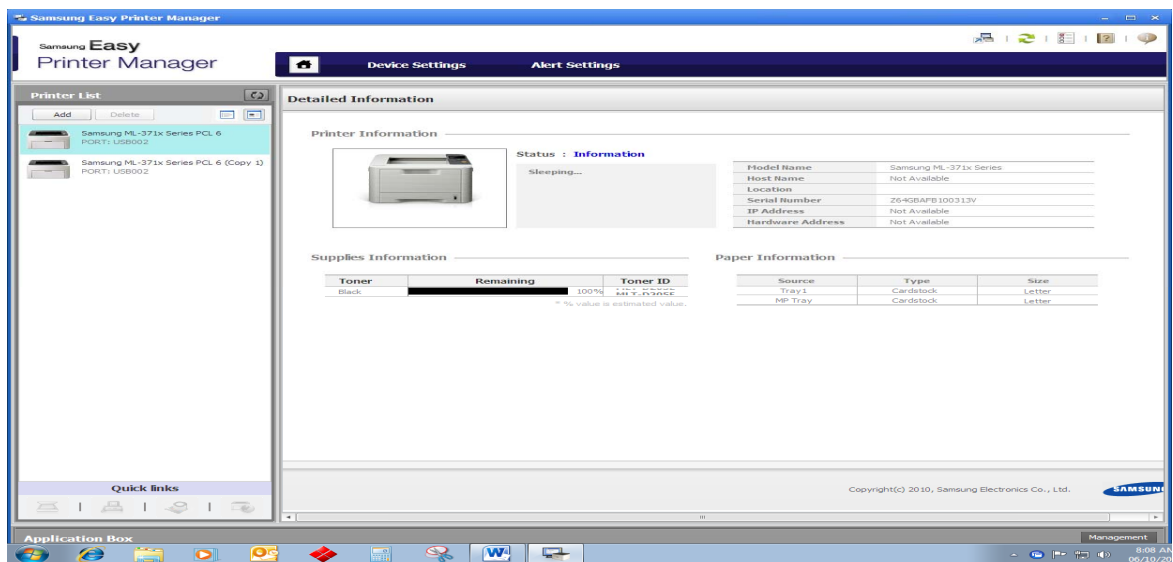 Samsung Easy Printer Manager
Samsung Easy
Printer Manager
Device Settings
Alert Settings
Printer List
Add
Delete
Samsung ML-371x Series PCL 6
PORT: USB002
Samsung ML-371x Series PCL 6 (Copy 1)
PORT: USB002
Detailed Information
Printer Information
Status : Information
Sleeping...
Model Name Samsung ML-371x Series
Host Name Not Available
Location
Serial Number Z64GBAFB100313V
IP Address Not Available
Hardware Address Not Available
Supplies Information
Toner Remaining Toner ID
Black 100%
* % value is estimated value.
Paper Information
Source Type Size
Tray1 Cardstock Letter
MP Tray Cardstock Letter
Quick links
Copyright(c) 2010, Samsung Electronics Co., Ltd.
SAMSUN
Application Box
Management
8:08 AM
06/10/20